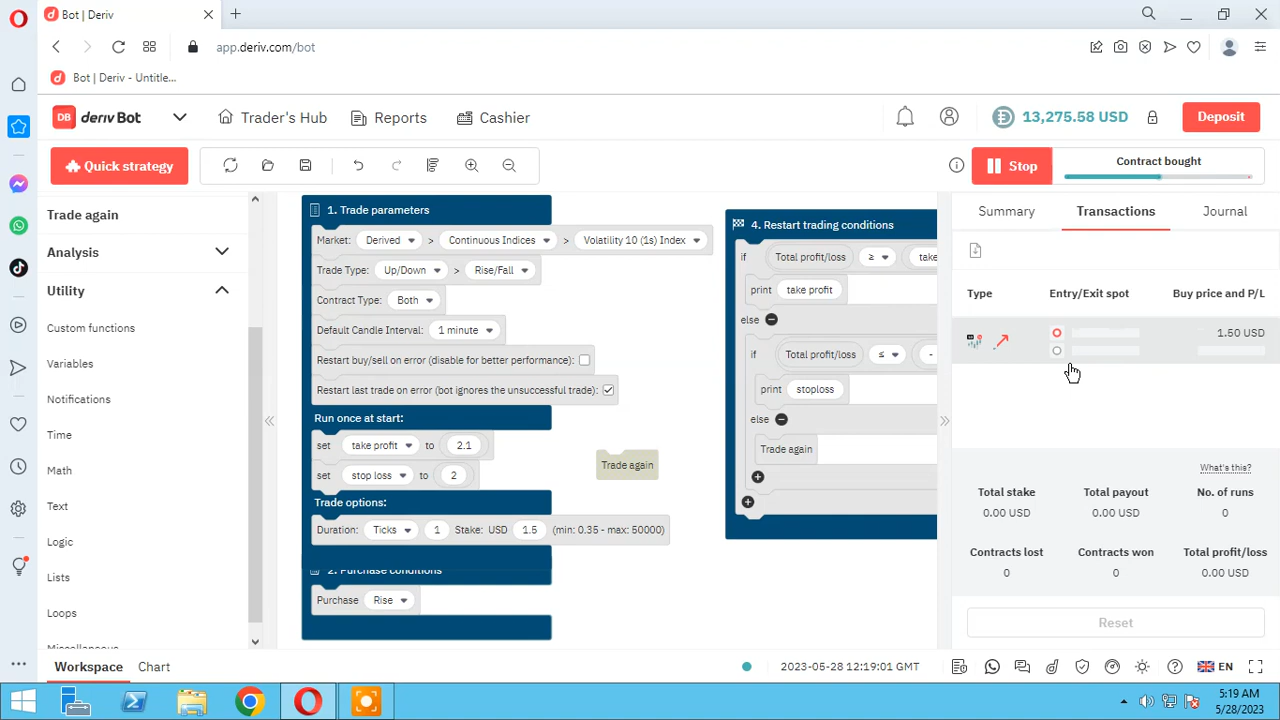 Bot | Deriv
app.deriv.com/bot
Bot | Deriv - Untitle...
DB deriv Bot
Trader's Hub
Reports
Cashier
13,275.58 USD
Deposit
Quick strategy
Stop
Contract bought
Trade again
Analysis
Utility
Custom functions
Variables
Notifications
Time
Math
Text
Logic
Lists
Loops
1. Trade parameters
Market: Derived > Continuous Indices > Volatility 10 (1s) Index
Trade Type: Up/Down > Rise/Fall
Contract Type: Both
Default Candle Interval: 1 minute
Restart buy/sell on error (disable for better performance):
Restart last trade on error (bot ignores the unsuccessful trade):
Run once at start:
set take profit to 2.1
set stop loss to 2
Trade options:
Duration: Ticks 1 Stake: USD 1.5 (min: 0.35 - max: 50000)
2. Purchase conditions
Purchase Rise
Trade again
4. Restart trading conditions
if Total profit/loss ≥ take
print take profit
else
if Total profit/loss ≤ -
print stoploss
else
Trade again
Summary
Transactions
Journal
Type
Entry/Exit spot
Buy price and P/L
1.50 USD
What's this?
Total stake
Total payout
No. of runs
0.00 USD
0.00 USD
0
Contracts lost
Contracts won
Total profit/loss
0
0
0.00 USD
Reset
Workspace
Chart
2023-05-28 12:19:01 GMT
EN
5:19 AM
5/28/2023